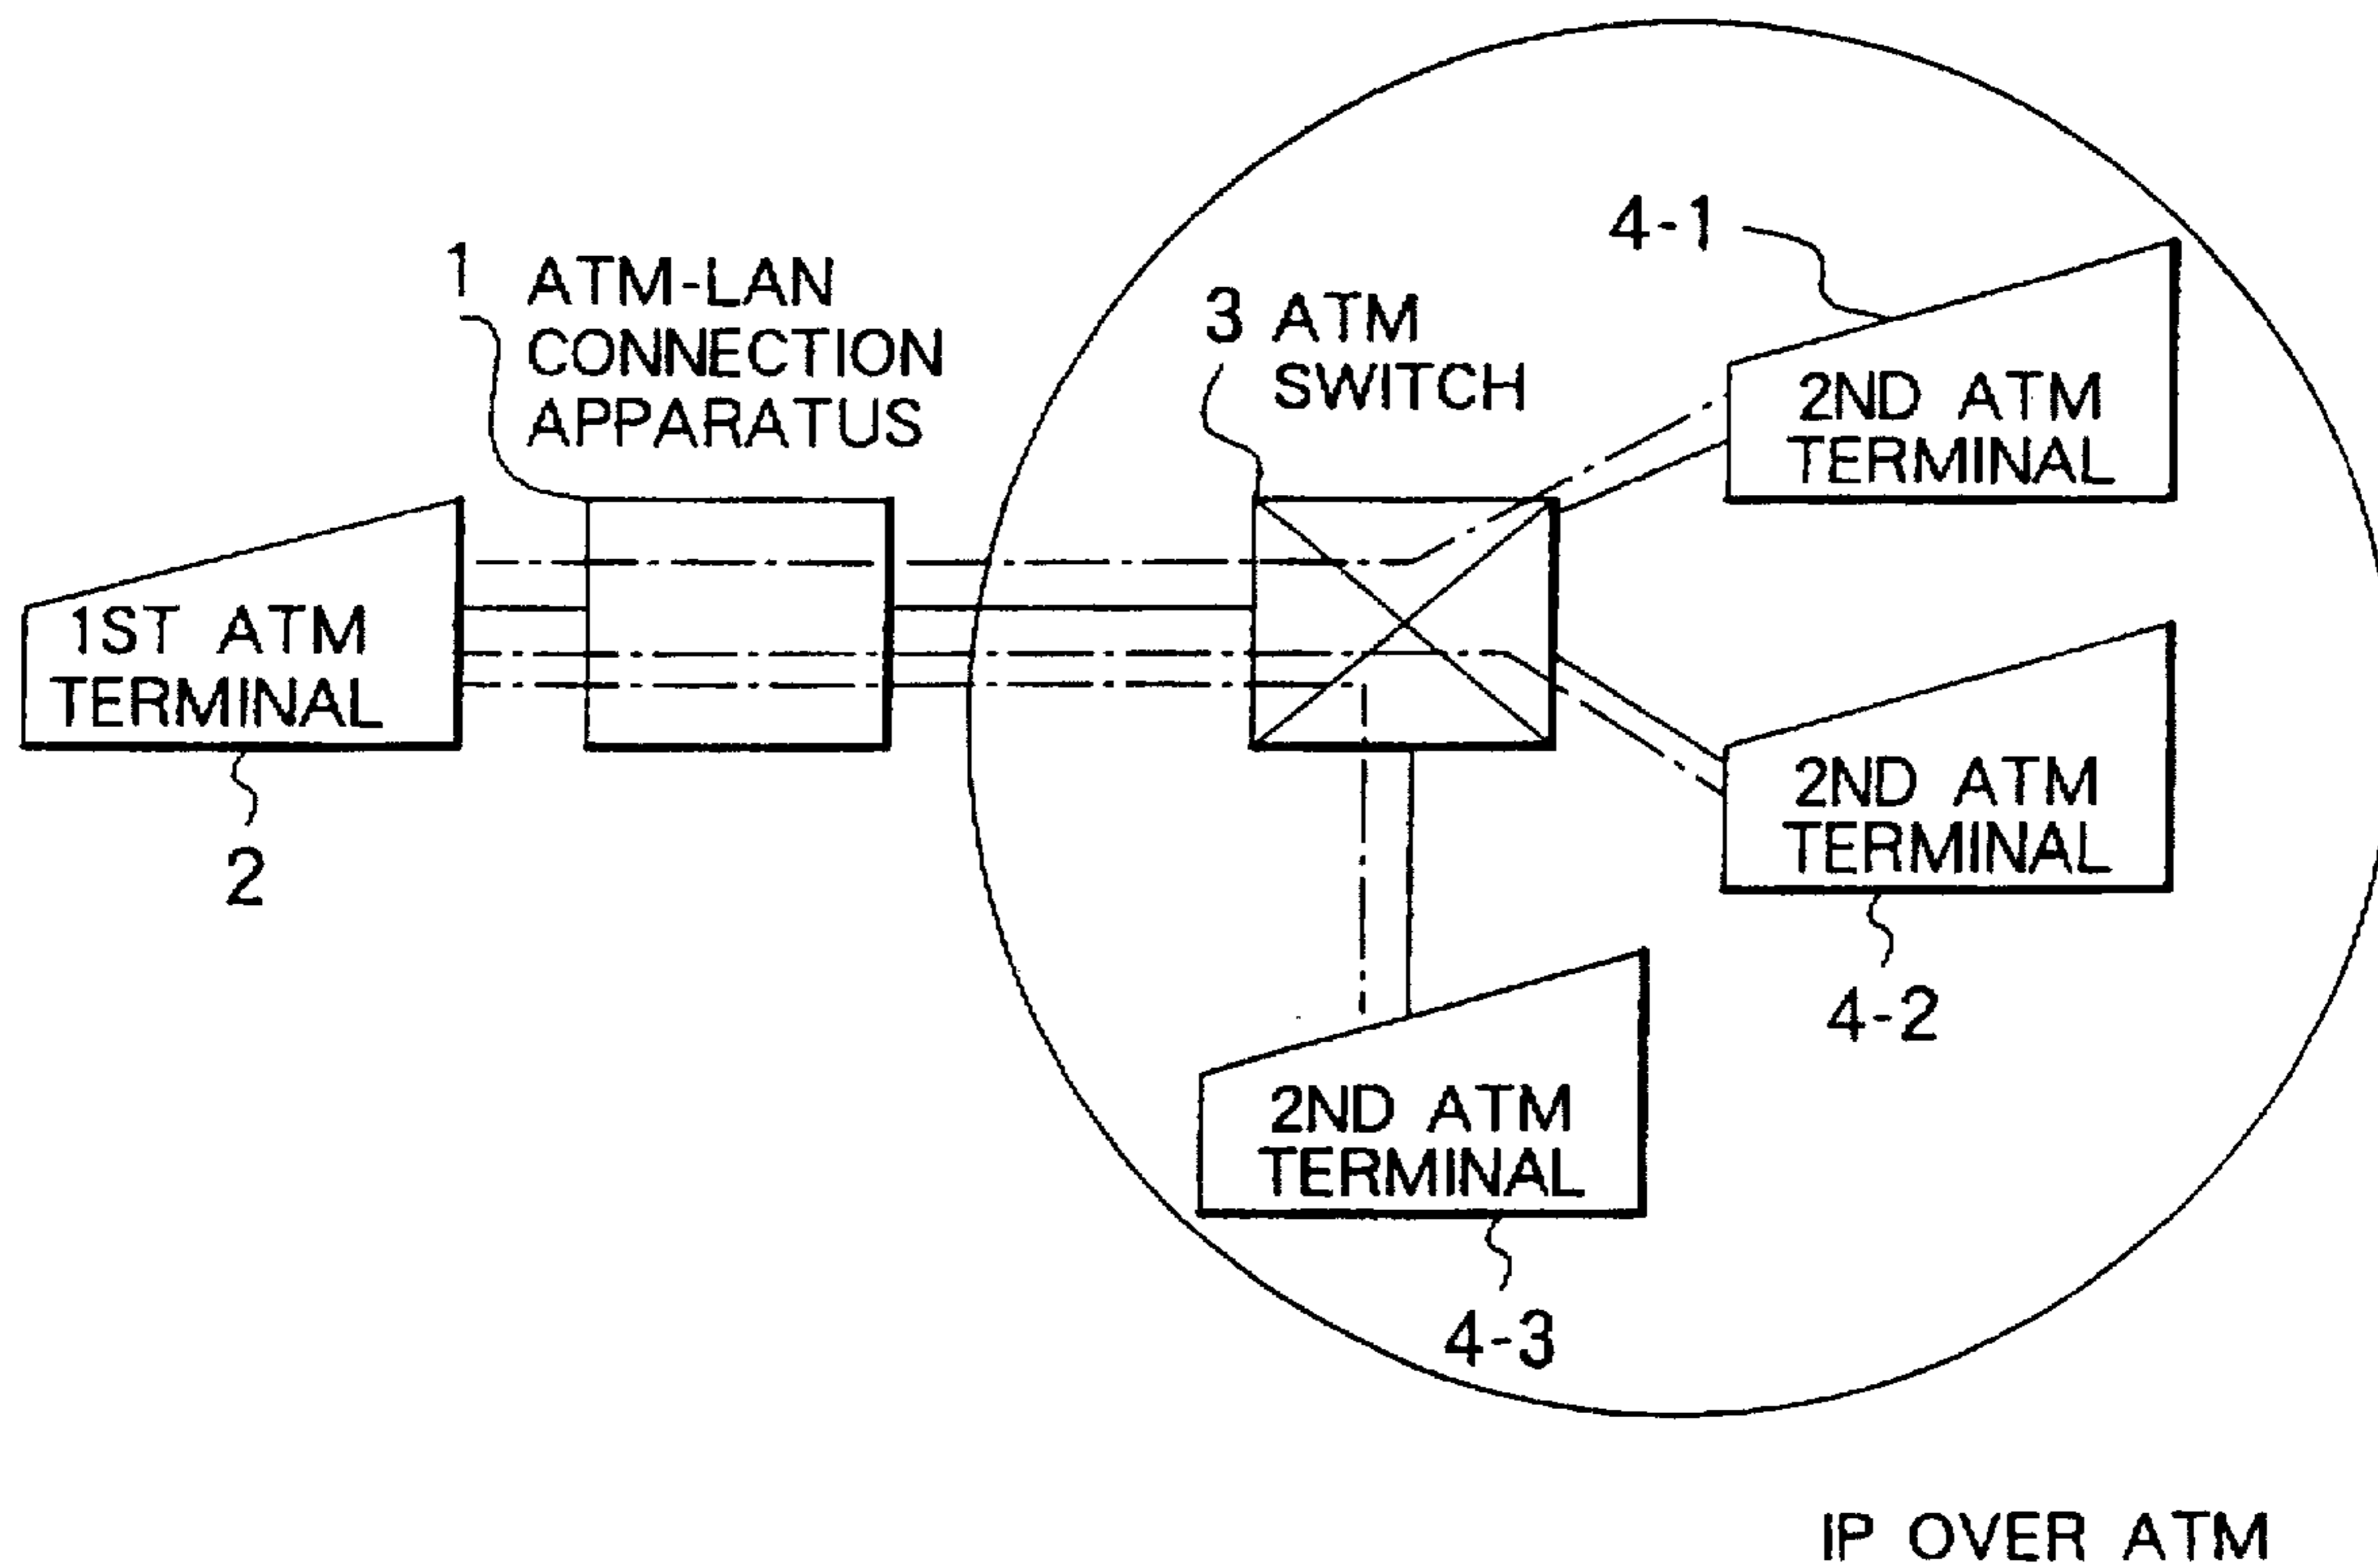 4-1
1 ATM-LAN
CONNECTION
APPARATUS
3 ATM
SWITCH
2ND ATM
TERMINAL
1ST ATM
TERMINAL
2
2ND ATM
TERMINAL
4-2
2ND ATM
TERMINAL
4-3
IP OVER ATM